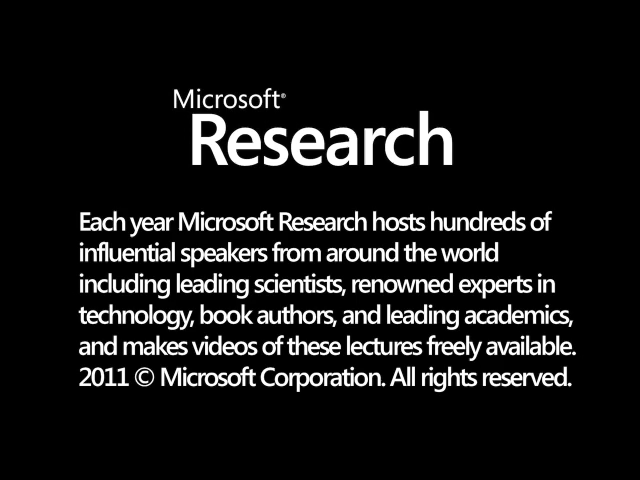 Microsoft®
Research
Each year Microsoft Research hosts hundreds of
influential speakers from around the world
including leading scientists, renowned experts in
technology, book authors, and leading academics,
and makes videos of these lectures freely available.
2011 © Microsoft Corporation. All rights reserved.